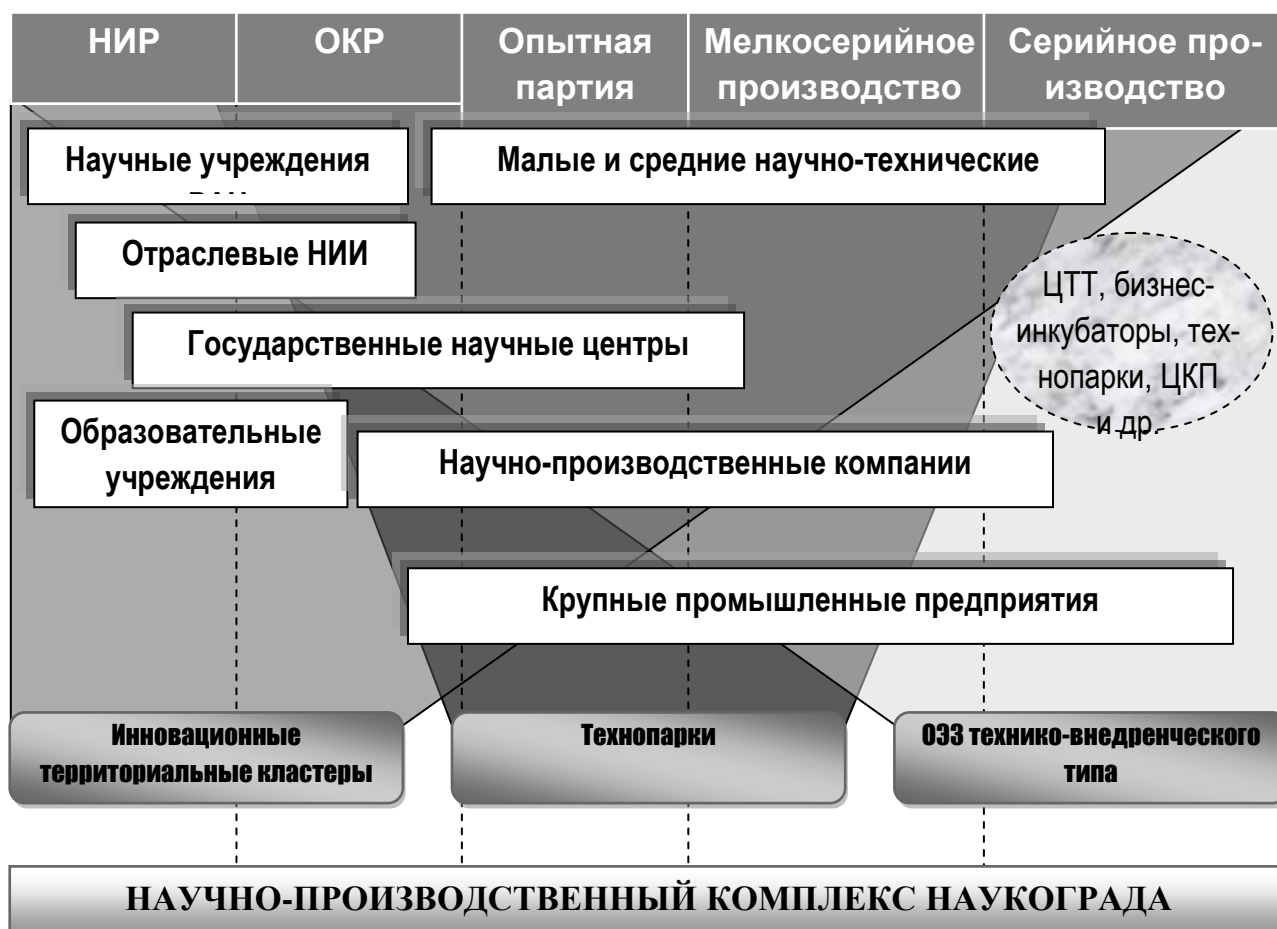 НИР
ОКР
Опытная
партия
Мелкосерийное
производство
Серийное про-
изводство
Научные учреждения
Малые и средние научно-технические
Отраслевые НИИ
Государственные научные центры
ЦТТ, бизнес-
инкубаторы, тех-
нопарки, ЦКП
и др.
Образовательные
учреждения
Научно-производственные компании
Крупные промышленные предприятия
Инновационные
территориальные кластеры
Технопарки
ОЭЗ технико-внедренческого
типа
НАУЧНО-ПРОИЗВОДСТВЕННЫЙ КОМПЛЕКС НАУКОГРАДА